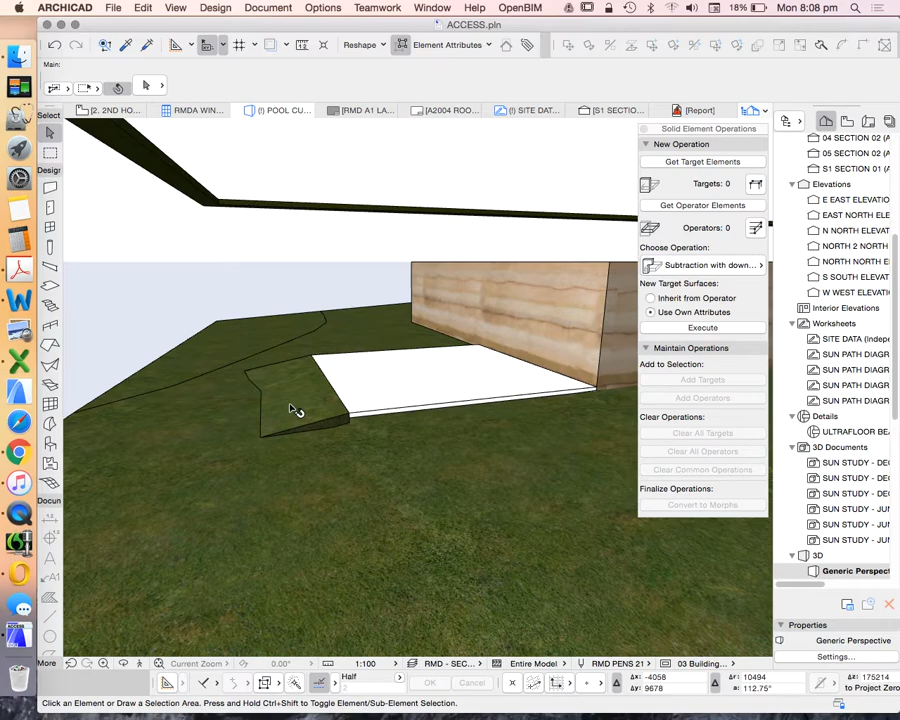 ARCHICAD File Edit View Design Document Options Teamwork Window Help OpenBIM 18% Mon 8:08 pm
ACCESS.pln
Reshape Element Attributes
Main:
[2. 2ND HO... RMDA WIN... (!) POOL CU... [RMD A1 LA... [A2004 ROO... (!) SITE DAT... [S1 SECTIO... [Report]
Select
Design
Docun
More
Solid Element Operations
New Operation
Get Target Elements
Targets: 0
Get Operator Elements
Operators: 0
Choose Operation:
Subtraction with down...
New Target Surfaces:
Inherit from Operator
Use Own Attributes
Execute
Maintain Operations
Add to Selection:
Add Targets
Add Operators
Clear Operations:
Clear All Targets
Clear All Operators
Clear Common Operations
Finalize Operations:
Convert to Morphs
04 SECTION 02 (A
05 SECTION 02 (A
S1 SECTION 01 (A
Elevations
E EAST ELEVATIO
EAST NORTH ELE
N NORTH ELEVAT
NORTH 2 NORTH
NORTH NORTH EL
S SOUTH ELEVAT
W WEST ELEVATI
Interior Elevations
Worksheets
SITE DATA (Indepe
SUN PATH DIAGR
SUN PATH DIAGR
SUN PATH DIAGR
SUN PATH DIAGR
Details
ULTRAFLOOR BEA
3D Documents
SUN STUDY - DEC
SUN STUDY - DEC
SUN STUDY - DEC
SUN STUDY - JUN
SUN STUDY - JUN
SUN STUDY - JUN
3D
Generic Perspect
Properties
Generic Perspective
Settings...
Current Zoom 0.00° 1:100 RMD - SEC... Entire Model RMD PENS 21 03 Building...
Half
2
OK Cancel
Δx: -4058
Δy: 9678
Δr: 10494
a: 112.75°
175214
to Project Zero
Click an Element or Draw a Selection Area. Press and Hold Ctrl+Shift to Toggle Element/Sub-Element Selection.